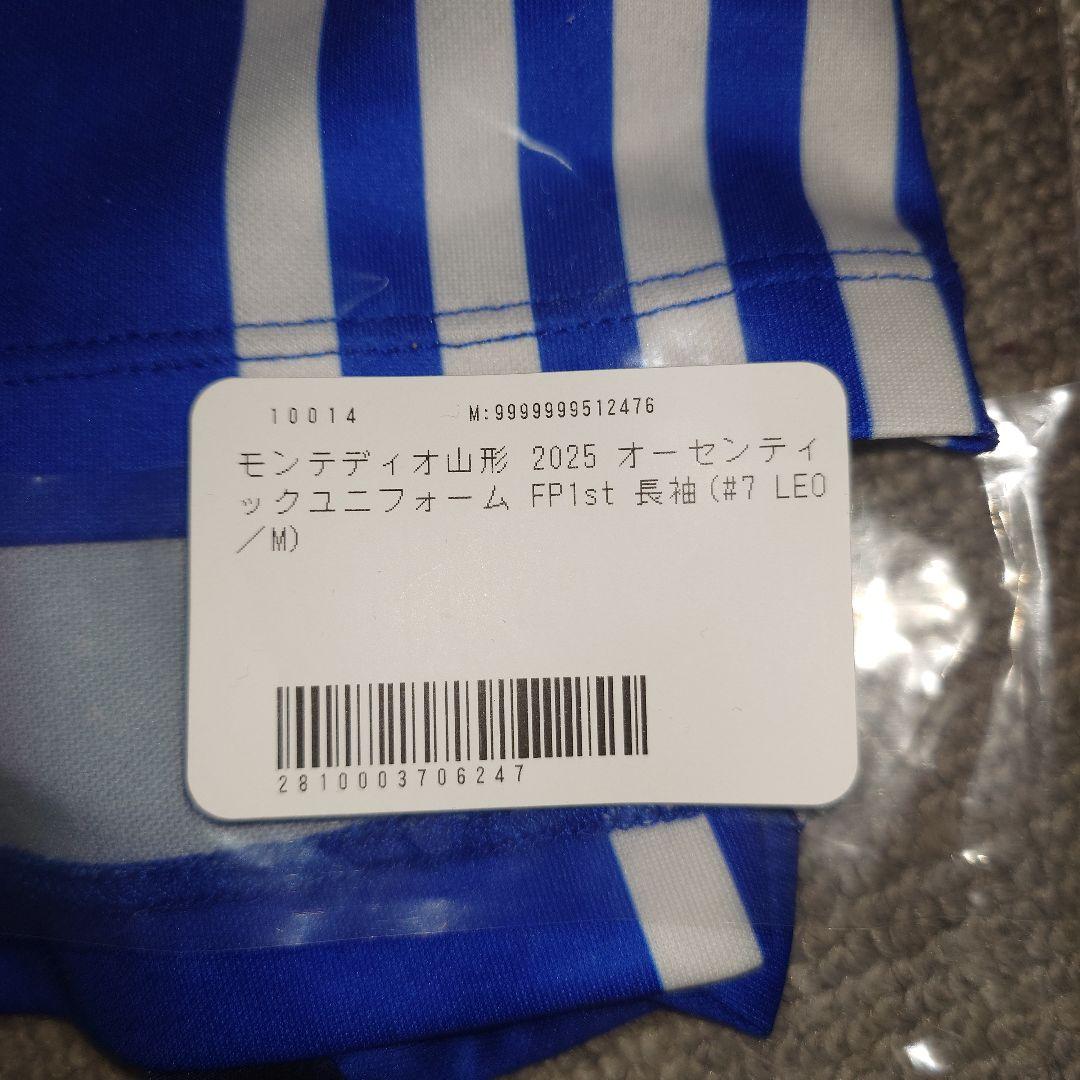 10014 M:9999999512476
モンテディオ山形 2025 オーセンティ
ックユニフォーム FP1st 長袖(#7 LEO
／M)
2810003706247